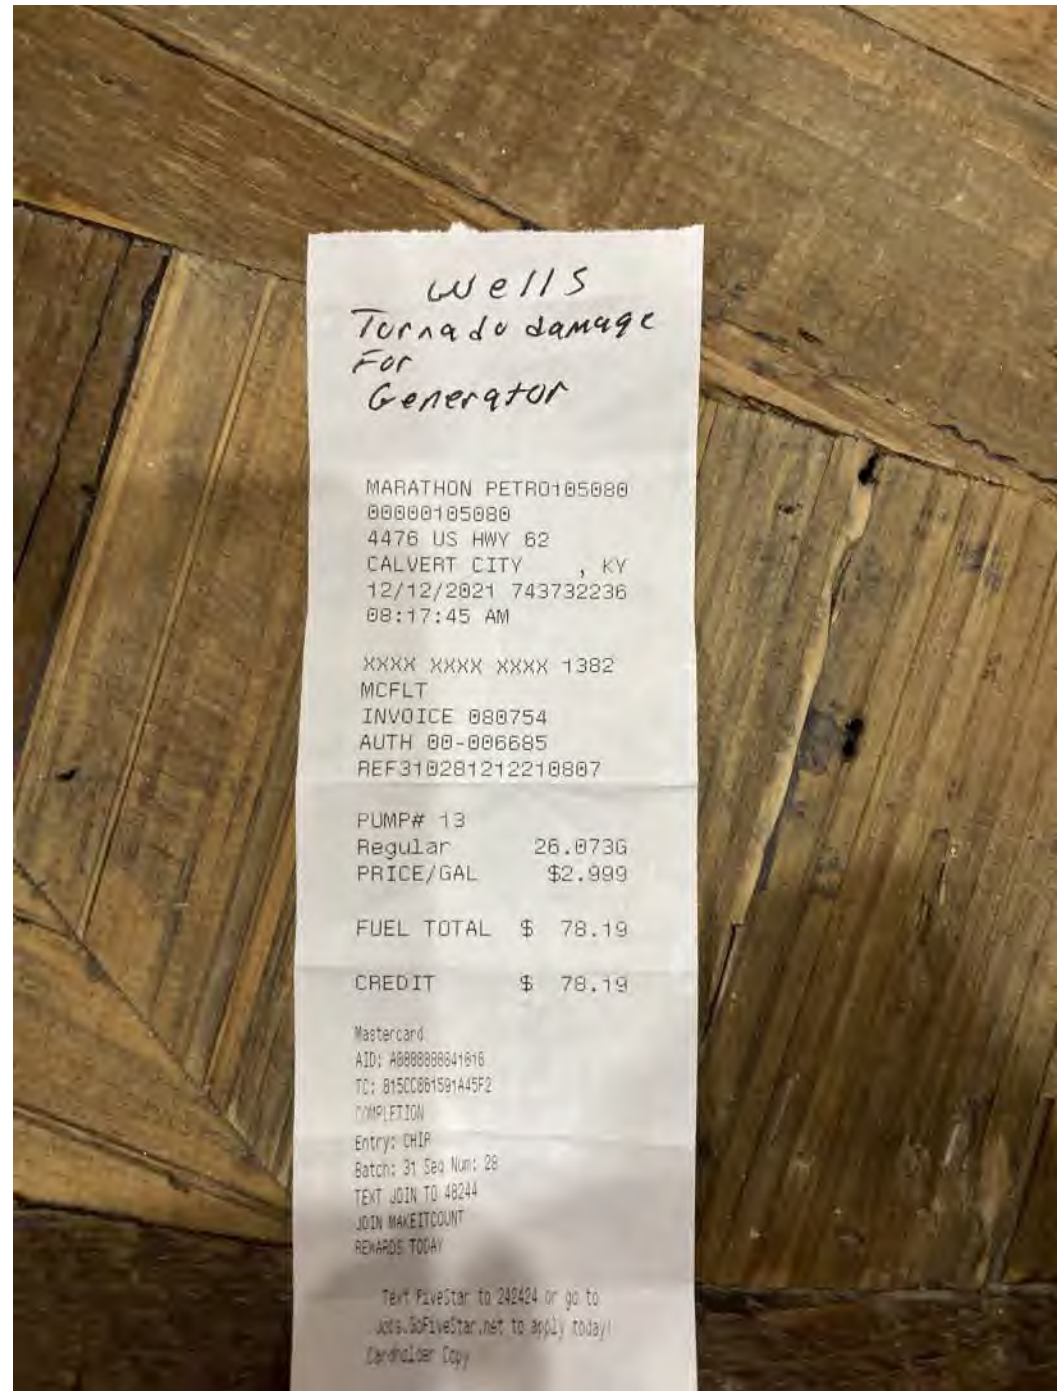 Wells
Tornado damage
For
Generator
MARATHON PETRO105080
00000105080
4476 US HWY 62
CALVERT CITY , KY
12/12/2021 743732236
08:17:45 AM
XXXX XXXX XXXX 1382
MCFLT
INVOICE 080754
AUTH 00-006685
REF310281212210807
PUMP# 13
Regular 26.073G
PRICE/GAL $2.999
FUEL TOTAL $ 78.19
CREDIT $ 78.19
Mastercard
AID:
TC:
COMPLETION
Entry: CHIP
Batch: 31 Seq Num: 28
TEXT JOIN TO 48244
JOIN MAKEITCOUNT
REWARDS TODAY
Text FiveStar to 242424 or go to
Jobs.GoFiveStar.net to apply today!
Cardholder Copy